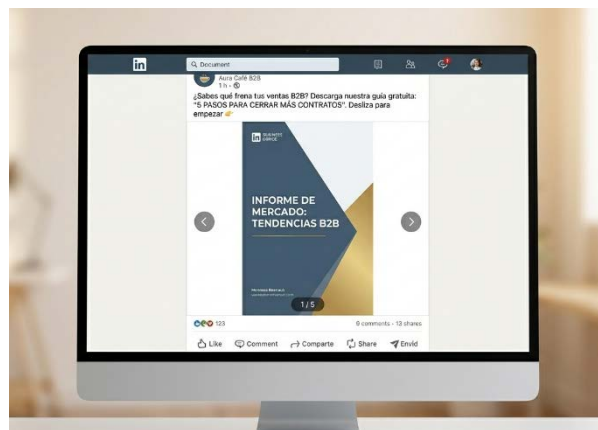 in
Document
Aura Café B2B
1 h •
¿Sabes qué frena tus ventas B2B? Descarga nuestra guía gratuita:
"5 PASOS PARA CERRAR MÁS CONTRATOS". Desliza para
empezar
in BUSINESS
INFORME DE
MERCADO:
TENDENCIAS B2B
1/5
123
9 comments • 13 shares
Like Comment Comparte Share Envid